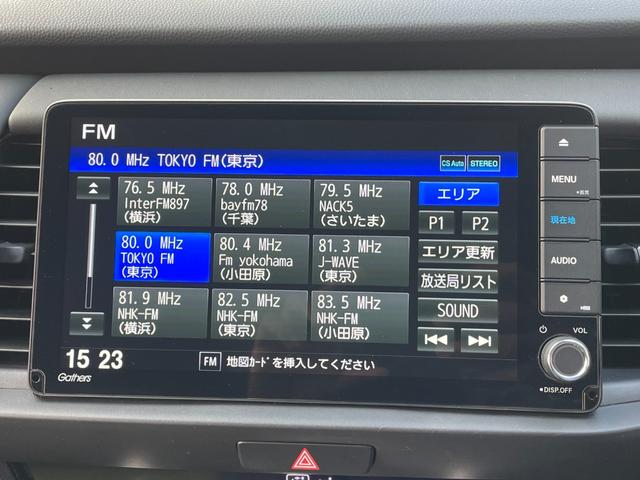 FM
80.0 MHz TOKYO FM(東京)
CS Auto STEREO
76.5 MHz
InterFM897
(横浜)
78.0 MHz
bayfm78
(千葉)
79.5 MHz
NACK5
(さいたま)
80.0 MHz
TOKYO FM
(東京)
80.4 MHz
Fm yokohama
(小田原)
81.3 MHz
J-WAVE
(東京)
81.9 MHz
NHK-FM
(横浜)
82.5 MHz
NHK-FM
(東京)
83.5 MHz
NHK-FM
(小田原)
エリア
P1
P2
エリア更新
放送局リスト
SOUND
15 23
Gathers
FM 地図ｶｰﾄﾞを挿入してください
MENU
現在地
AUDIO
VOL
DISP.OFF